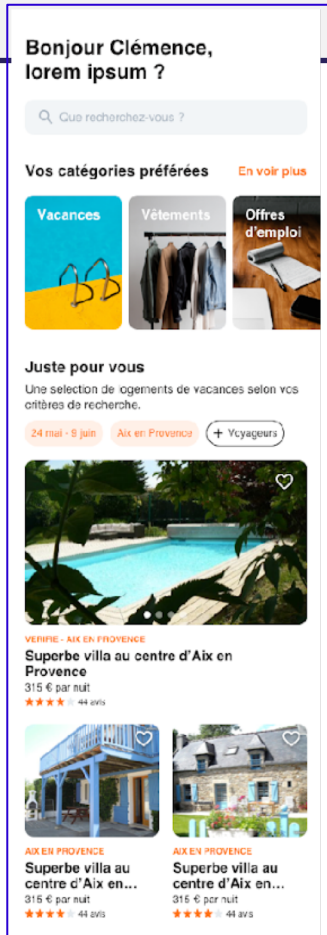 Bonjour Clémence,
lorem ipsum ?
Que recherchez-vous ?
Vos catégories préférées
En voir plus
Vacances
Vêtements
Offres
d'emploi
Juste pour vous
Une selection de logements de vacances selon vos
critères de recherche.
24 mai - 9 juin
Aix en Provence
+ Voyageurs
VERIFIE - AIX EN PROVENCE
Superbe villa au centre d'Aix en
Provence
315 € par nuit
44 avis
AIX EN PROVENCE
Superbe villa au
centre d'Aix en...
315 € par nuit
44 avis
AIX EN PROVENCE
Superbe villa au
centre d'Aix en...
315 € par nuit
44 avis